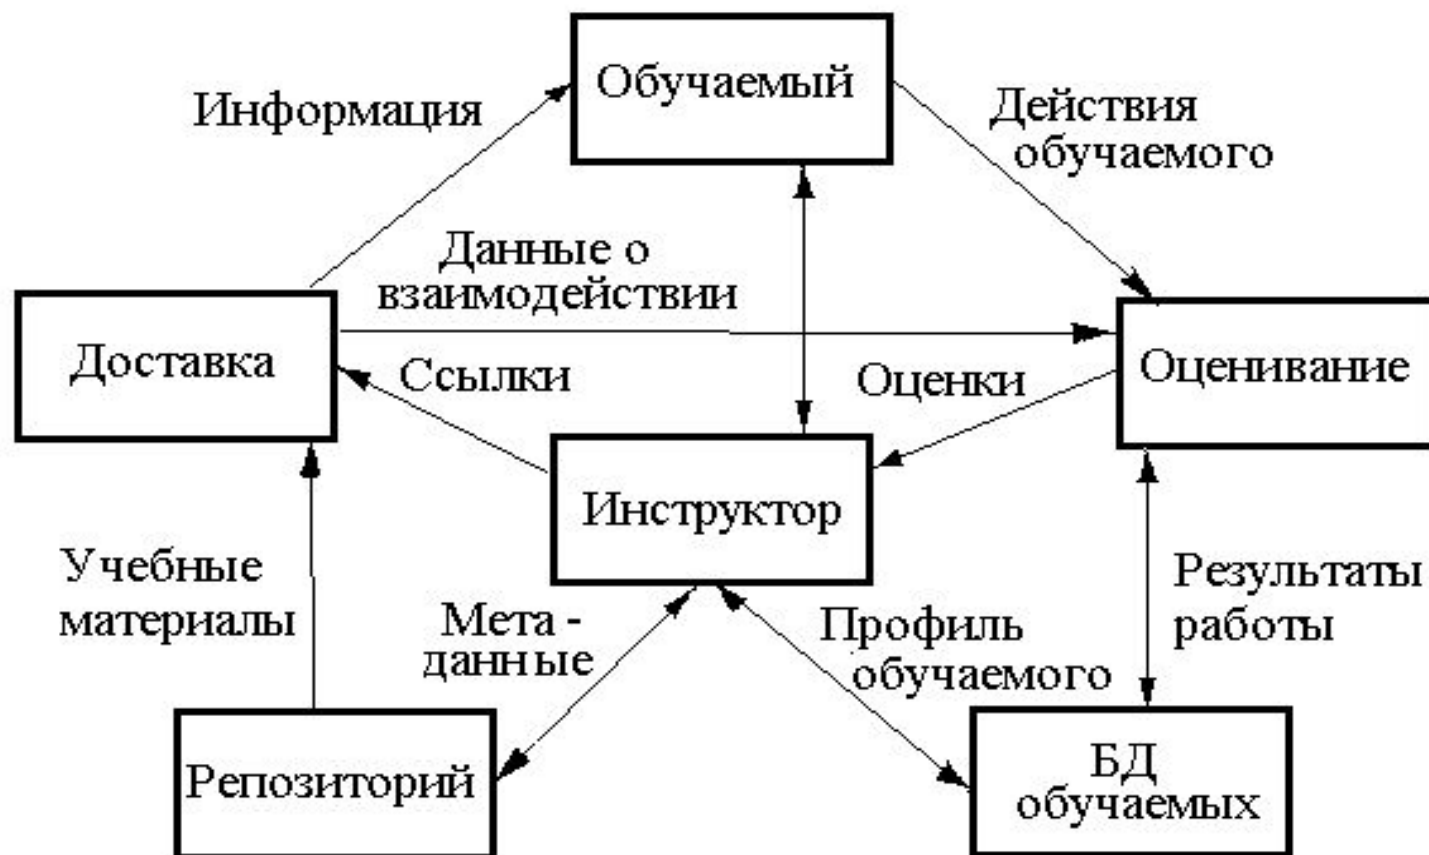 Обучаемый
Информация
Действия
обучаемого
Данные о
взаимодействии
Доставка
Ссылки
Оценки
Оценивание
Инструктор
Учебные
материалы
Мета -
данные
Профиль
обучаемого
Результаты
работы
Репозиторий
БД
обучаемых